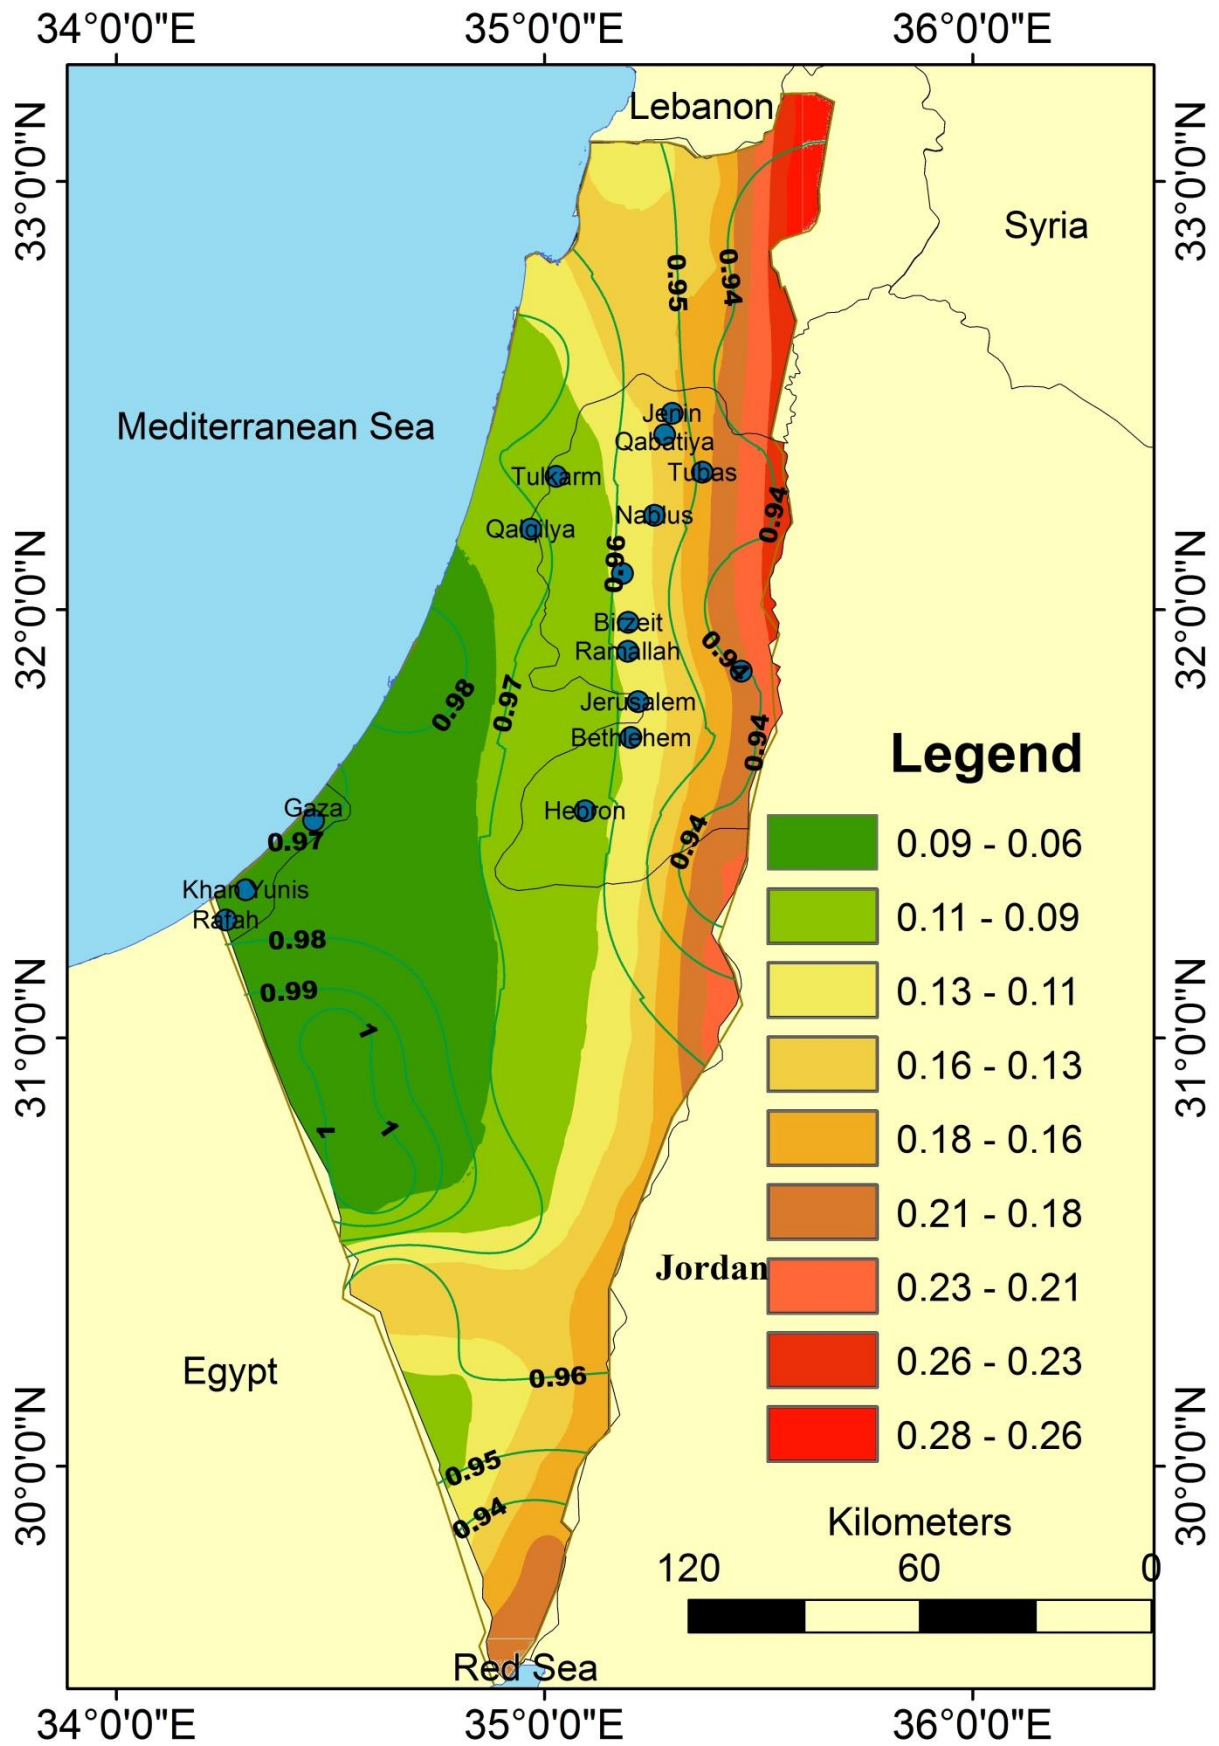 34°0'0"E 35°0'0"E 36°0'0"E
33°0'0"N
32°0'0"N
31°0'0"N
30°0'0"N
33°0'0"N
32°0'0"N
31°0'0"N
30°0'0"N
Lebanon
Syria
0.95
0.94
Mediterranean Sea
Jenin
Qabatiya
Tulkarm
Tubas
Qalqilya
Nablus
0.94
0.96
Birzeit
Ramallah
0.94
0.98
0.97
Jerusalem
Bethlehem
0.94
Gaza
Hebron
0.97
0.94
Khan Yunis
Rafah
0.98
0.99
1
1
1
Legend
0.09 - 0.06
0.11 - 0.09
0.13 - 0.11
0.16 - 0.13
0.18 - 0.16
0.21 - 0.18
0.23 - 0.21
0.26 - 0.23
0.28 - 0.26
Jordan
Egypt
0.96
0.95
0.94
Kilometers
120 60 0
Red Sea
34°0'0"E 35°0'0"E 36°0'0"E